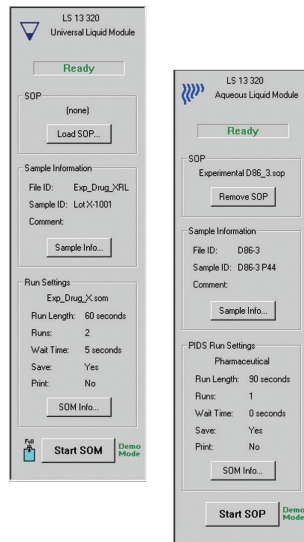 LS 13 320
Universal Liquid Module
Ready
SOP
(none)
Load SOP...
Sample Information
File ID: Exp_Drug_XRL
Sample ID: Lot X-1001
Comment:
Sample Info...
Run Settings
Exp_Drug_X.som
Run Length: 60 seconds
Runs: 2
Wait Time: 5 seconds
Save: Yes
Print: No
SOM Info...
Full
Start SOM
Demo
Mode
LS 13 320
Aqueous Liquid Module
Ready
SOP
Experimental D86_3.sop
Remove SOP
Sample Information
File ID: D86-3
Sample ID: D86-3 P44
Comment:
Sample Info...
PIDS Run Settings
Pharmaceutical
Run Length: 90 seconds
Runs: 1
Wait Time: 0 seconds
Save: Yes
Print: No
SOM Info...
Start SOP
Demo
Mode